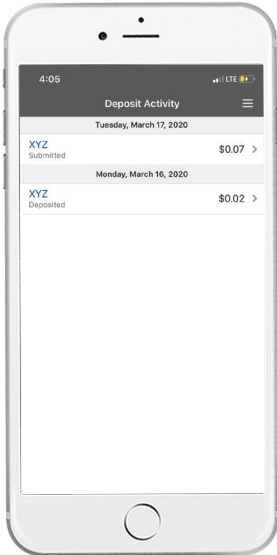 4:05
LTE
Deposit Activity
Tuesday, March 17, 2020
XYZ
Submitted
$0.07
Monday, March 16, 2020
XYZ
Deposited
$0.02